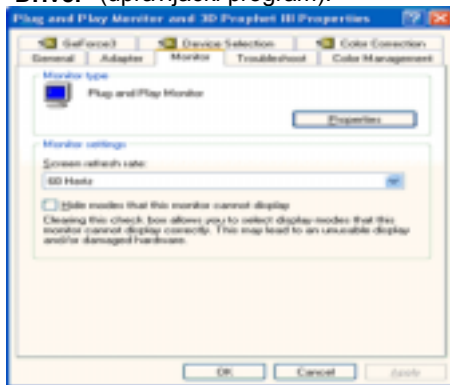 "Driver" (upravljački program).
Plug and Play Monitor and 3D Prophet III Properties
GeForce3 Device Selection Color Correction
General Adapter Monitor Troubleshoot Color Management
Monitor type
Plug and Play Monitor
Properties
Monitor settings
Screen refresh rate:
60 Hertz
Hide modes that this monitor cannot display
Clearing this check box allows you to select display modes that this
monitor cannot display correctly. This may lead to an unusable display
and/or damaged hardware.
OK Cancel Apply